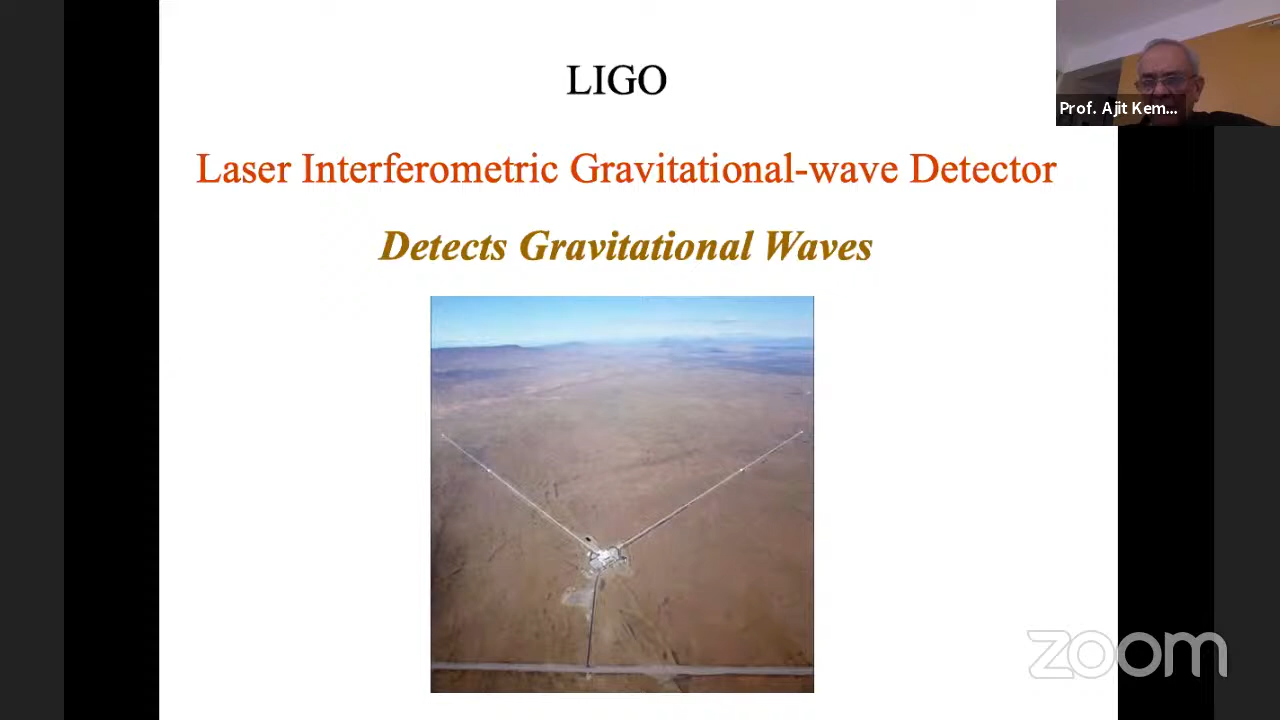 LIGO
Laser Interferometric Gravitational-wave Detector
Detects Gravitational Waves
Prof. Ajit Kem...
zoom